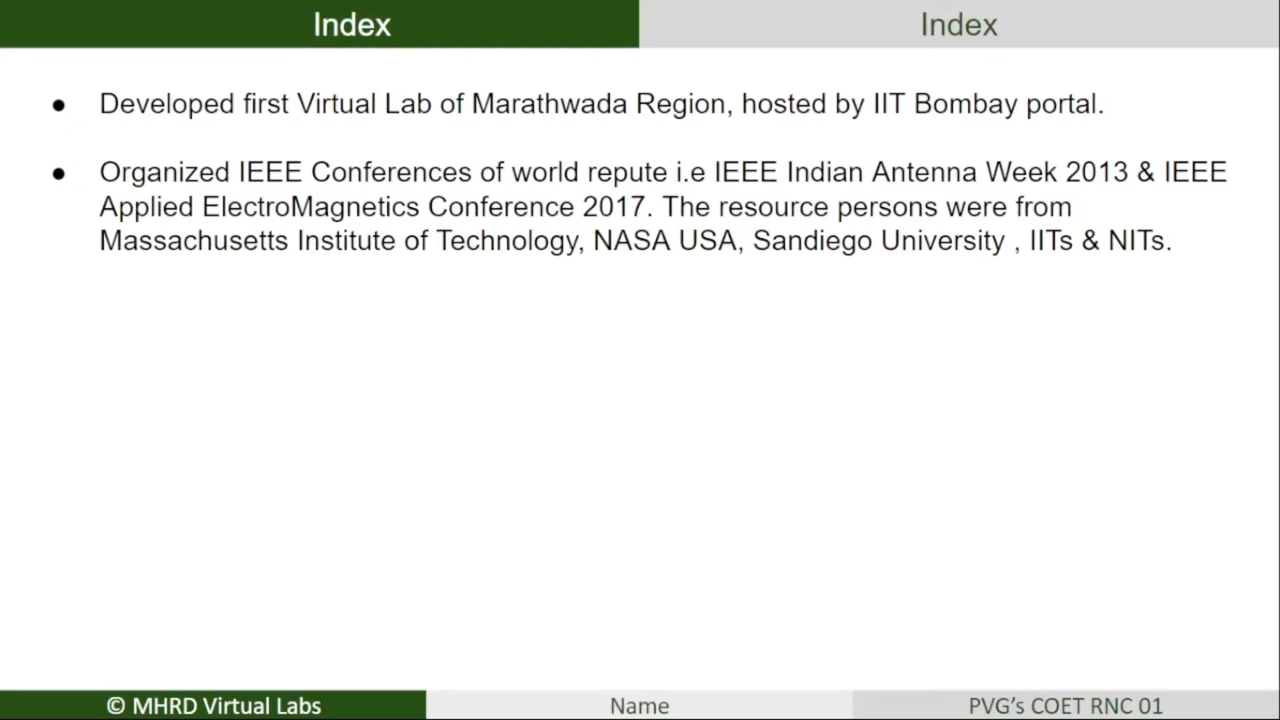 Index
Index
● Developed first Virtual Lab of Marathwada Region, hosted by IIT Bombay portal.
● Organized IEEE Conferences of world repute i.e IEEE Indian Antenna Week 2013 & IEEE
Applied ElectroMagnetics Conference 2017. The resource persons were from
Massachusetts Institute of Technology, NASA USA, Sandiego University , IITs & NITs.
© MHRD Virtual Labs
Name
PVG's COET RNC 01